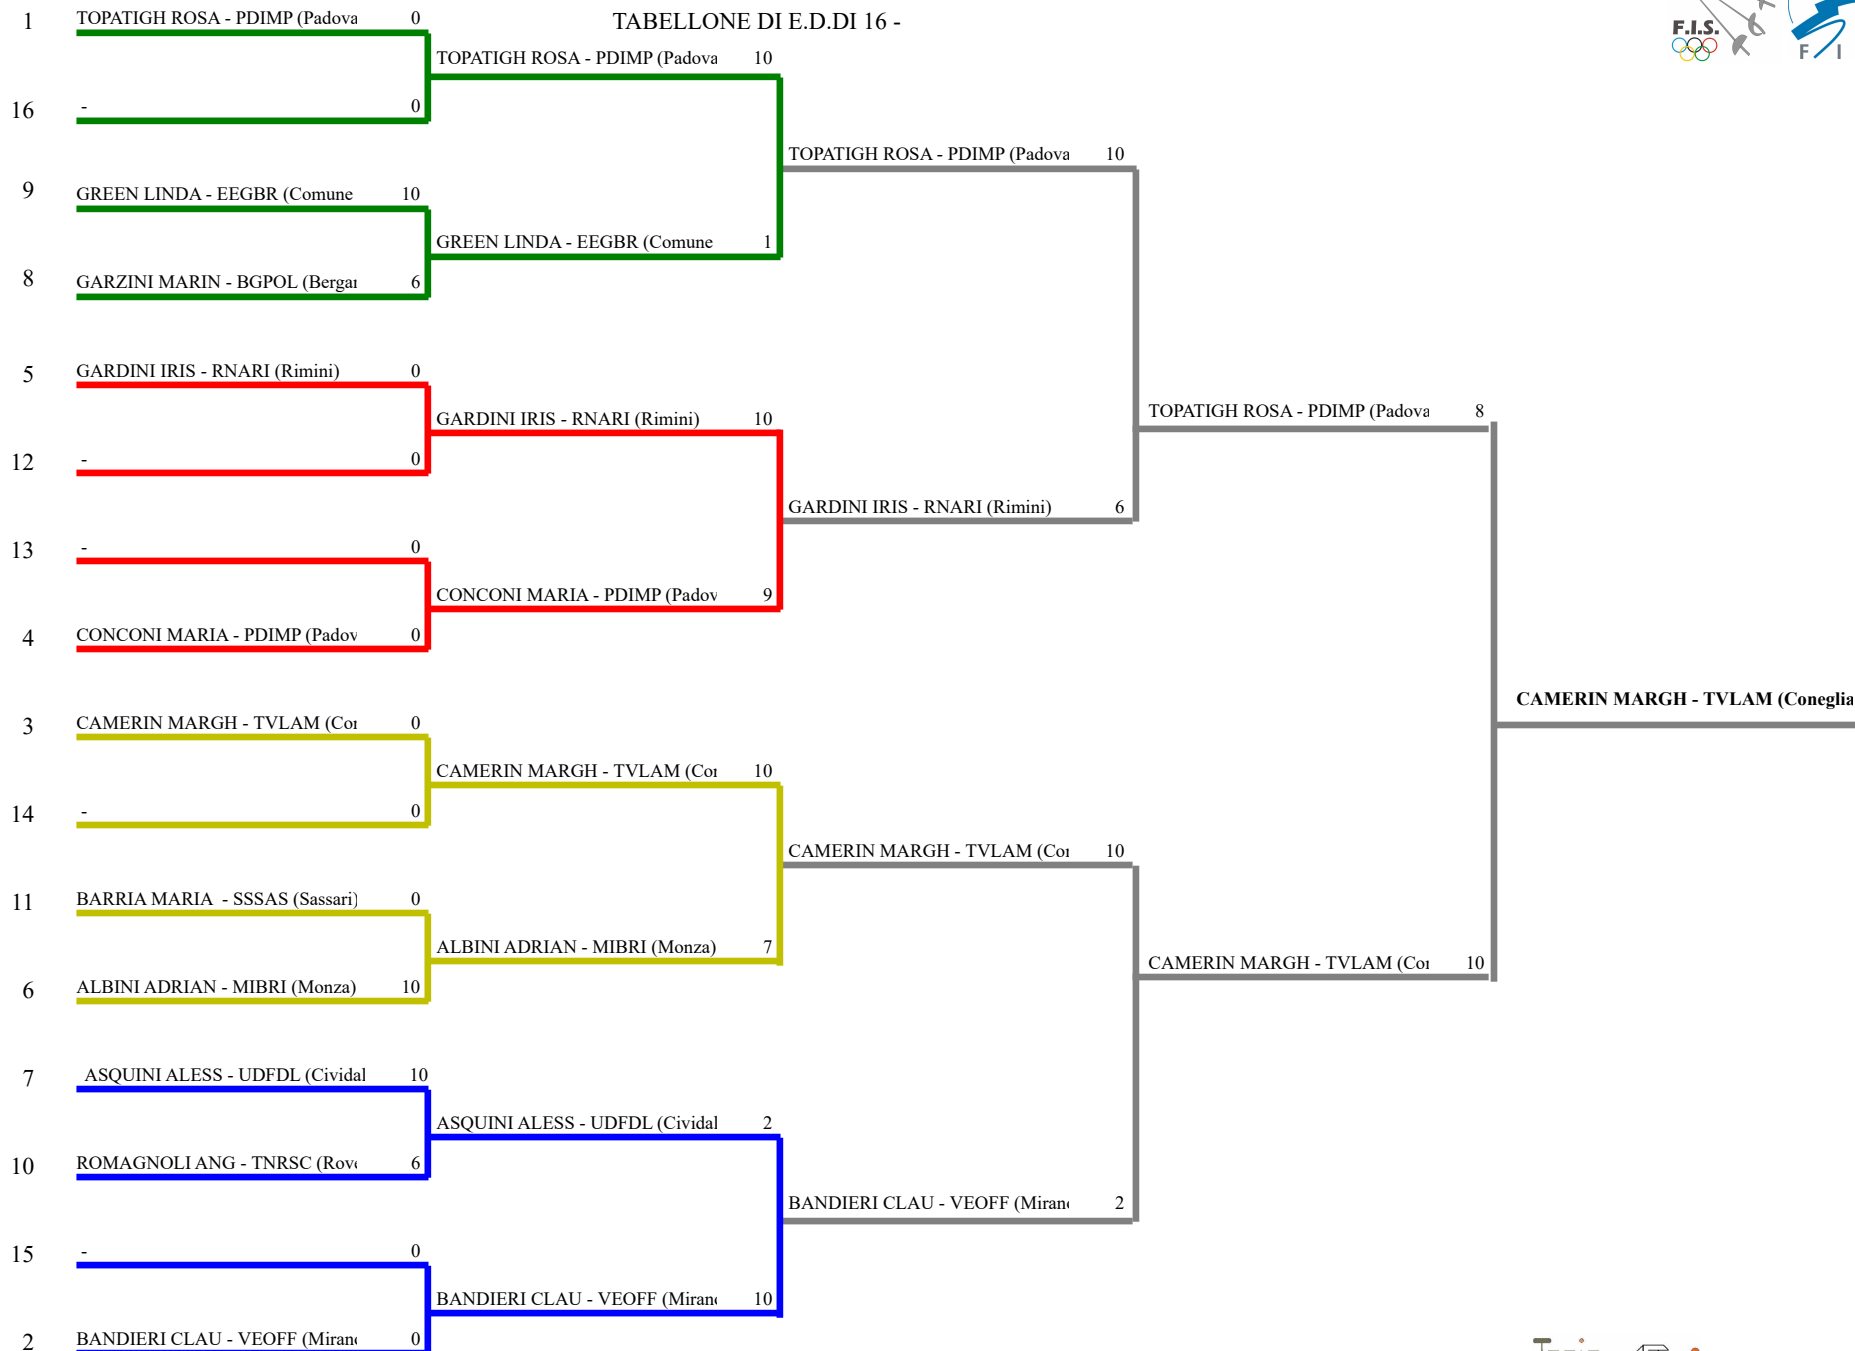 TABELLONE DI E.D.DI 16 -
F.I.S.
F I
1 TOPATIGH ROSA - PDIMP (Padova 0
TOPATIGH ROSA - PDIMP (Padova 10
16 - 0
TOPATIGH ROSA - PDIMP (Padova 10
9 GREEN LINDA - EEGBR (Comune 10
GREEN LINDA - EEGBR (Comune 1
8 GARZINI MARIN - BGPOL (Bergar 6
5 GARDINI IRIS - RNARI (Rimini) 0
TOPATIGH ROSA - PDIMP (Padova 8
GARDINI IRIS - RNARI (Rimini) 10
12 - 0
GARDINI IRIS - RNARI (Rimini) 6
13 - 0
CONCONI MARIA - PDIMP (Padov 9
4 CONCONI MARIA - PDIMP (Padov 0
CAMERIN MARGH - TVLAM (Coneglia
3 CAMERIN MARGH - TVLAM (Cor 0
CAMERIN MARGH - TVLAM (Cor 10
14 - 0
CAMERIN MARGH - TVLAM (Cor 10
11 BARRIA MARIA - SSSAS (Sassari) 0
ALBINI ADRIAN - MIBRI (Monza) 7
CAMERIN MARGH - TVLAM (Cor 10
6 ALBINI ADRIAN - MIBRI (Monza) 10
7 ASQUINI ALESS - UDFDL (Cividal 10
ASQUINI ALESS - UDFDL (Cividal 2
10 ROMAGNOLI ANG - TNRSC (Rove 6
BANDIERI CLAU - VEOFF (Miran 2
15 - 0
BANDIERI CLAU - VEOFF (Miran 10
2 BANDIERI CLAU - VEOFF (Miran 0